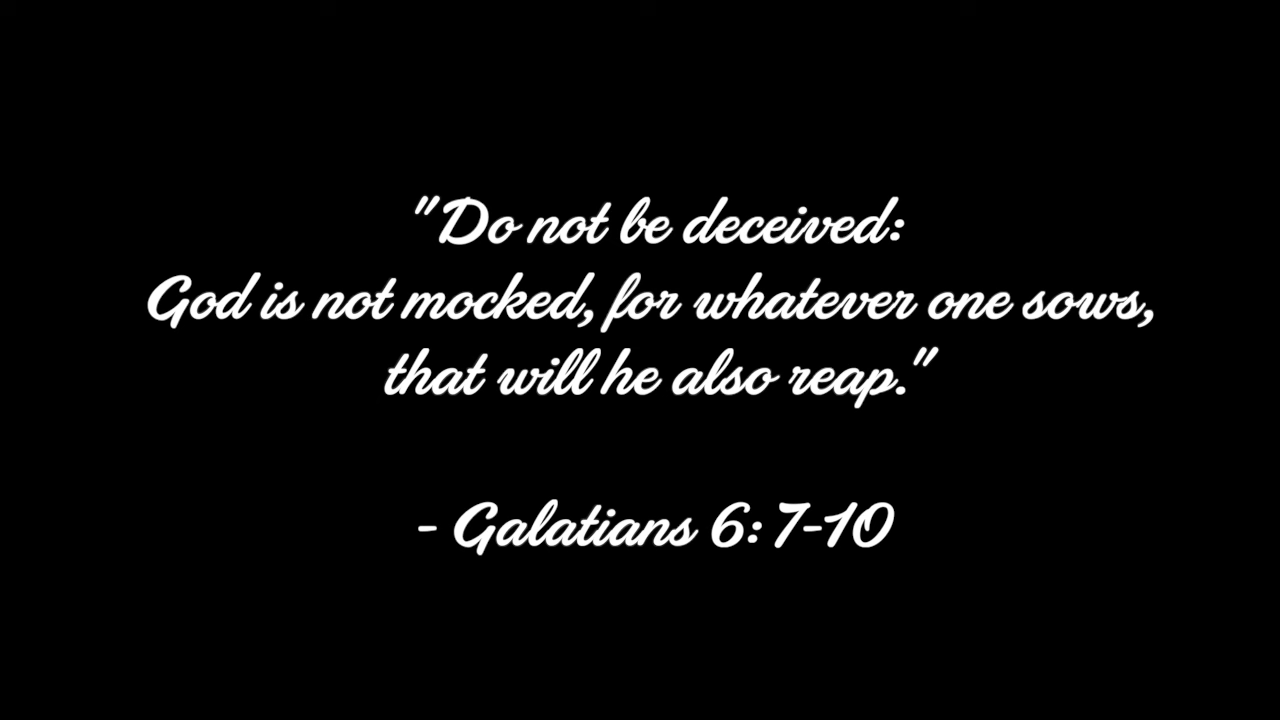 "Do not be deceived:
God is not mocked, for whatever one sows,
that will he also reap."
- Galatians 6: 7-10